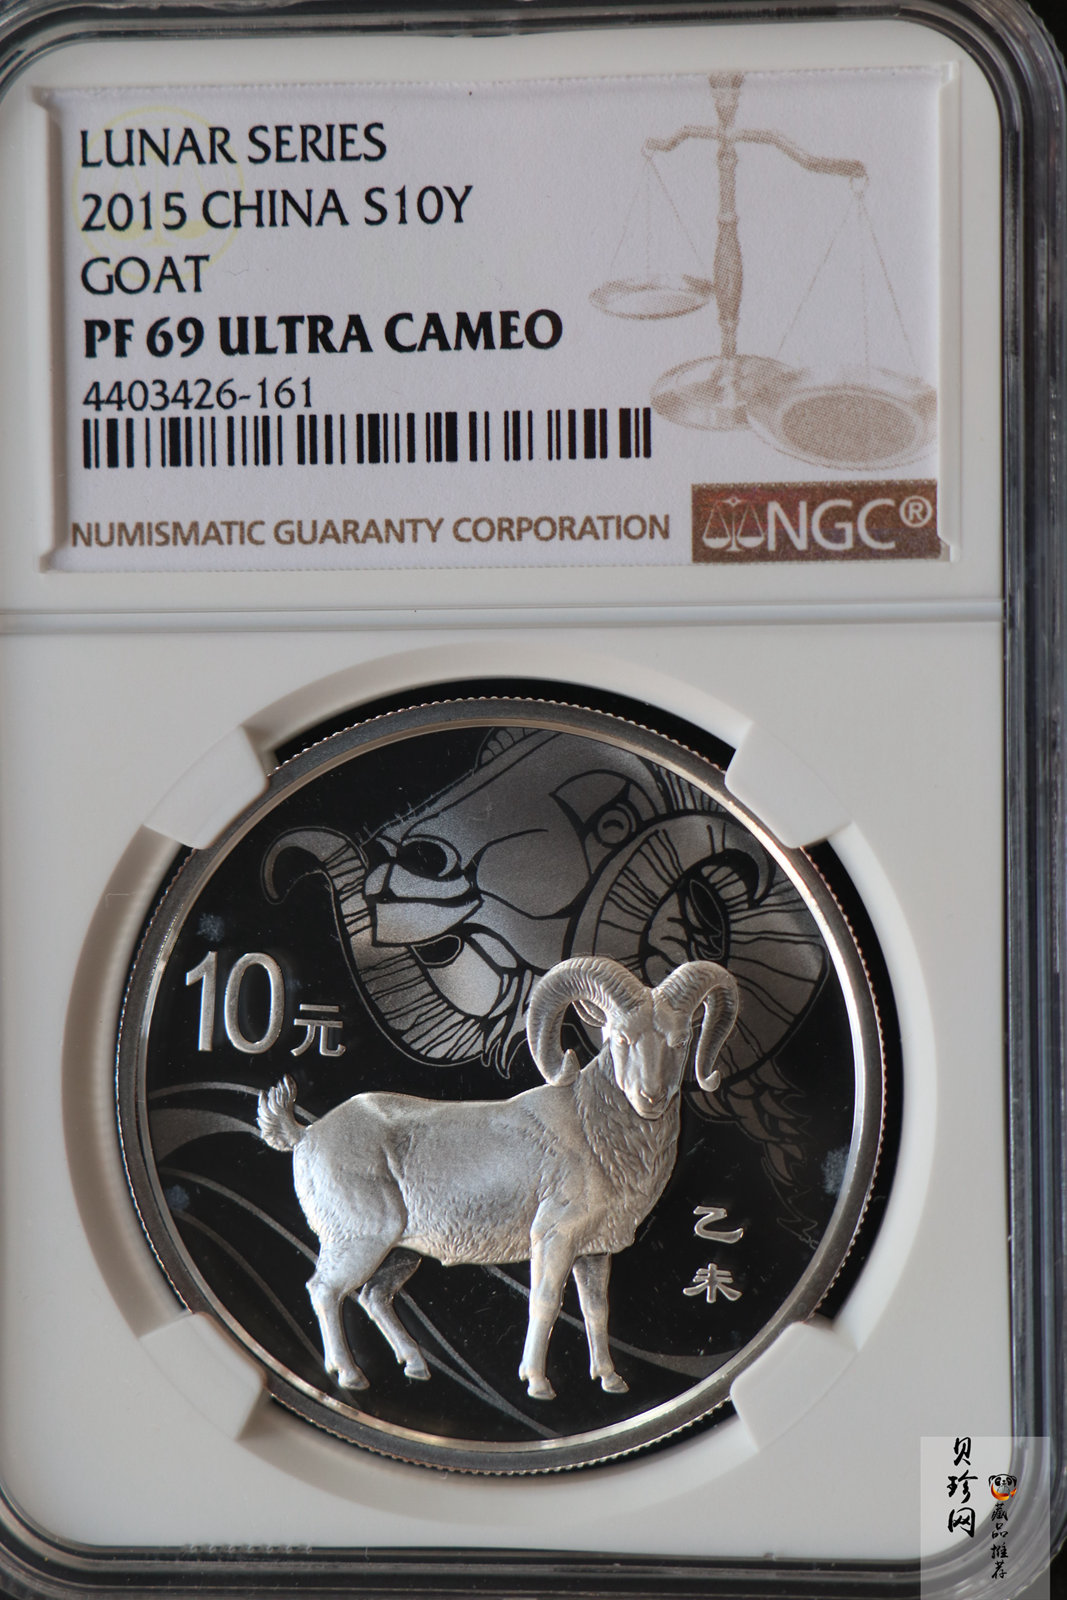 LUNAR SERIES
2015 CHINA S10Y
GOAT
PF 69 ULTRA CAMEO
4403426-161
NUMISMATIC GUARANTY CORPORATION
NGC®
10元
乙
未
贝珍网
藏品推荐